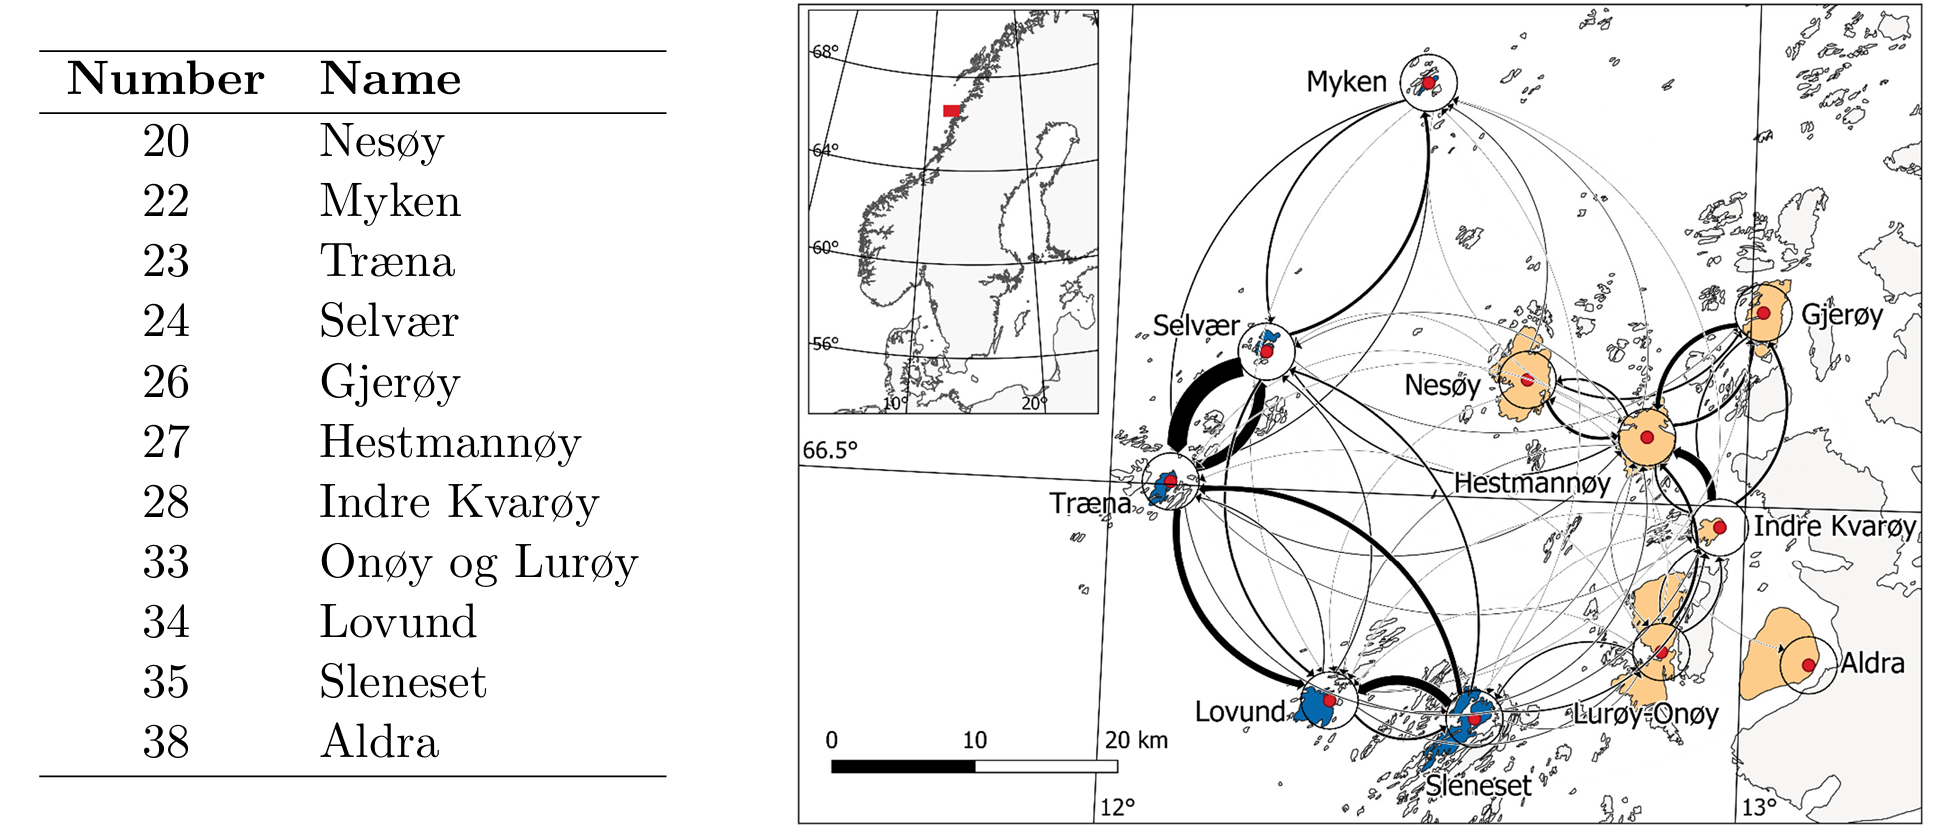 Number Name
20 Nesøy
22 Myken
23 Træna
24 Selvær
26 Gjerøy
27 Hestmannøy
28 Indre Kvarøy
33 Onøy og Lurøy
34 Lovund
35 Sleneset
38 Aldra
68°
64°
60°
56°
10° 20°
Myken
Selvær
Gjerøy
Nesøy
66.5°
Hestmannøy
Træna
Indre Kvarøy
Aldra
Lovund
Lurøy-Onøy
0 10 20 km
Sleneset
12° 13°